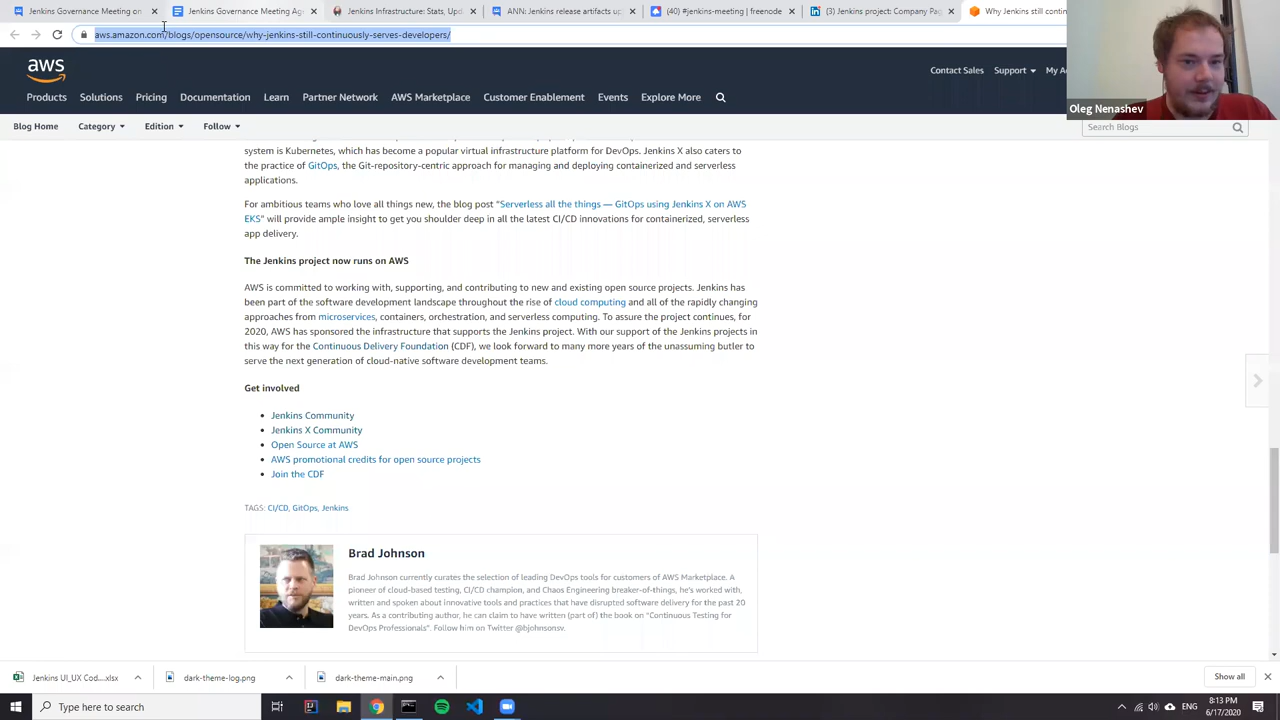 Jenkins Governance Meeting on
Jenkins Governance Meeting Age
Jenkins Infrastructure: Stats, Upd
ANN: Jenkins release artifacts up
(40) #jenkins-meeting | freenode
(3) Jenkins project: Company Pag
Why Jenkins still conti
aws.amazon.com/blogs/opensource/why-jenkins-still-continuously-serves-developers/
aws
Contact Sales
Support
My Ac
Products
Solutions
Pricing
Documentation
Learn
Partner Network
AWS Marketplace
Customer Enablement
Events
Explore More
Oleg Nenashev
Blog Home
Category
Edition
Follow
Search Blogs
system is Kubernetes, which has become a popular virtual infrastructure platform for DevOps. Jenkins X also caters to
the practice of GitOps, the Git-repository-centric approach for managing and deploying containerized and serverless
applications.
For ambitious teams who love all things new, the blog post "Serverless all the things — GitOps using Jenkins X on AWS
EKS" will provide ample insight to get you shoulder deep in all the latest CI/CD innovations for containerized, serverless
app delivery.
The Jenkins project now runs on AWS
AWS is committed to working with, supporting, and contributing to new and existing open source projects. Jenkins has
been part of the software development landscape throughout the rise of cloud computing and all of the rapidly changing
approaches from microservices, containers, orchestration, and serverless computing. To assure the project continues, for
2020, AWS has sponsored the infrastructure that supports the Jenkins project. With our support of the Jenkins projects in
this way for the Continuous Delivery Foundation (CDF), we look forward to many more years of the unassuming butler to
serve the next generation of cloud-native software development teams.
Get involved
Jenkins Community
Jenkins X Community
Open Source at AWS
AWS promotional credits for open source projects
Join the CDF
TAGS: CI/CD, GitOps, Jenkins
Brad Johnson
Brad Johnson currently curates the selection of leading DevOps tools for customers of AWS Marketplace. A
pioneer of cloud-based testing, CI/CD champion, and Chaos Engineering breaker-of-things, he's worked with,
written and spoken about innovative tools and practices that have disrupted software delivery for the past 20
years. As a contributing author, he can claim to have written (part of) the book on "Continuous Testing for
DevOps Professionals". Follow him on Twitter @bjohnsonsv.
Jenkins UI_UX Cod....xlsx
dark-theme-log.png
dark-theme-main.png
Show all
Type here to search
ENG
8:13 PM
6/17/2020